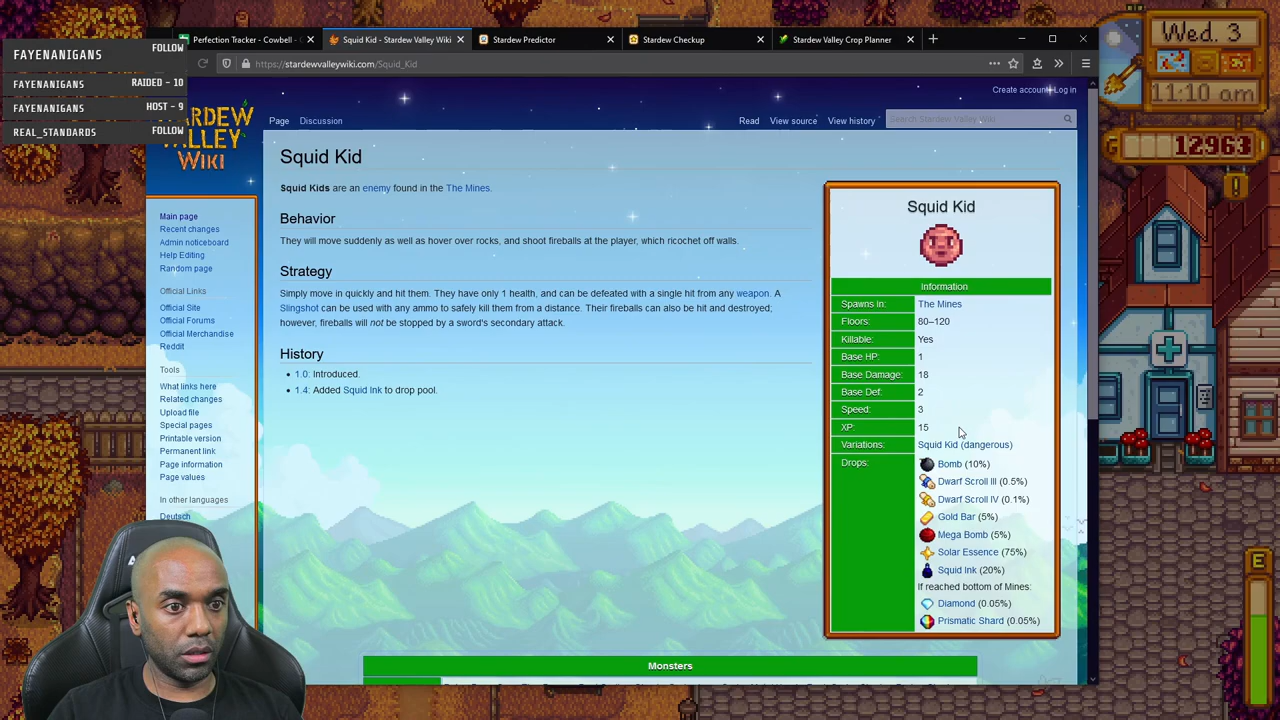 FAYENANIGANS FOLLOW
FAYENANIGANS RAIDED - 10
FAYENANIGANS HOST - 9
REAL_STANDARDS FOLLOW
Perfection Tracker - Cowbell -
Squid Kid - Stardew Valley Wiki
Stardew Predictor
Stardew Checkup
Stardew Valley Crop Planner
https://stardewvalleywiki.com/Squid_Kid
Create account Log in
Page Discussion Read View source View history Search Stardew Valley Wiki
VALLEY
WIKI
Main page
Recent changes
Admin noticeboard
Help Editing
Random page
Official Links
Official Site
Official Forums
Official Merchandise
Reddit
Tools
What links here
Related changes
Upload file
Special pages
Printable version
Permanent link
Page information
Page values
In other languages
Deutsch
Squid Kid
Squid Kids are an enemy found in the The Mines.
Behavior
They will move suddenly as well as hover over rocks, and shoot fireballs at the player, which ricochet off walls.
Strategy
Simply move in quickly and hit them. They have only 1 health, and can be defeated with a single hit from any weapon. A
Slingshot can be used with any ammo to safely kill them from a distance. Their fireballs can also be hit and destroyed;
however, fireballs will not be stopped by a sword's secondary attack.
History
1.0: Introduced.
1.4: Added Squid Ink to drop pool.
Squid Kid
Information
Spawns In: The Mines
Floors: 80–120
Killable: Yes
Base HP: 1
Base Damage: 18
Base Def: 2
Speed: 3
XP: 15
Variations: Squid Kid (dangerous)
Drops: Bomb (10%)
Dwarf Scroll III (0.5%)
Dwarf Scroll IV (0.1%)
Gold Bar (5%)
Mega Bomb (5%)
Solar Essence (75%)
Squid Ink (20%)
If reached bottom of Mines:
Diamond (0.05%)
Prismatic Shard (0.05%)
Monsters
Wed. 3
11:10 am
12963
E